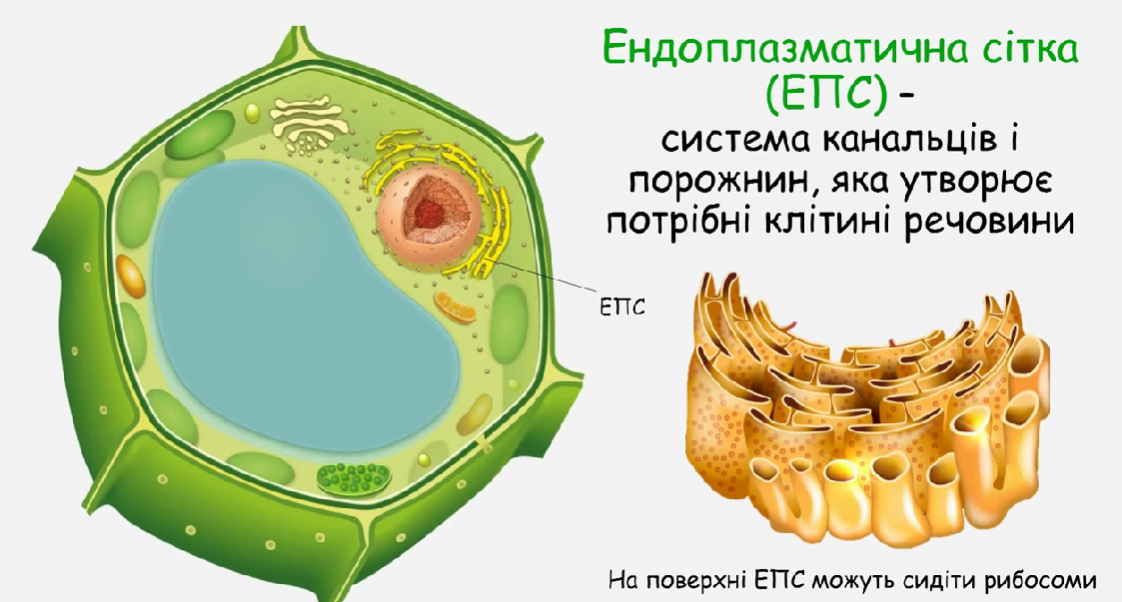 Ендоплазматична сітка
(ЕПС) –
система канальців і
порожнин, яка утворює
потрібні клітині речовини
ЕПС
На поверхні ЕПС можуть сидіти рибосоми